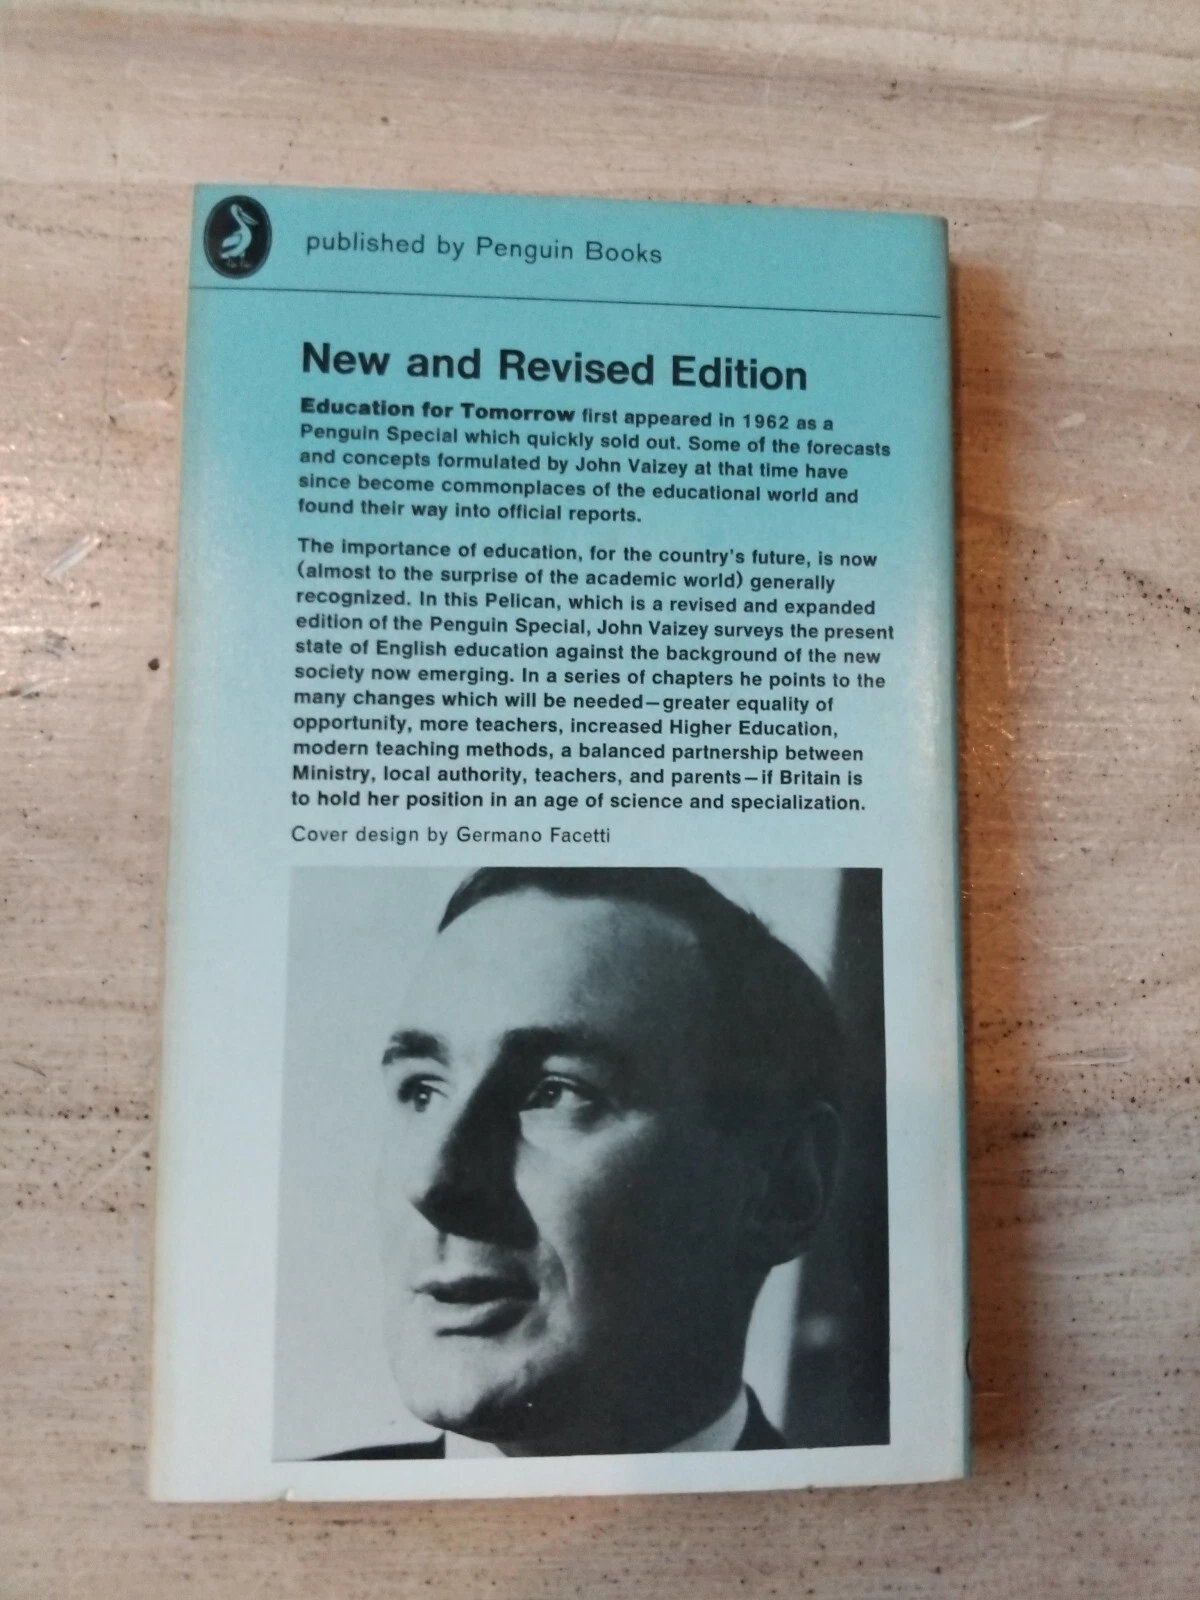 published by Penguin Books
New and Revised Edition
Education for Tomorrow first appeared in 1962 as a
Penguin Special which quickly sold out. Some of the forecasts
and concepts formulated by John Vaizey at that time have
since become commonplaces of the educational world and
found their way into official reports.
The importance of education, for the country's future, is now
(almost to the surprise of the academic world) generally
recognized. In this Pelican, which is a revised and expanded
edition of the Penguin Special, John Vaizey surveys the present
state of English education against the background of the new
society now emerging. In a series of chapters he points to the
many changes which will be needed—greater equality of
opportunity, more teachers, increased Higher Education,
modern teaching methods, a balanced partnership between
Ministry, local authority, teachers, and parents—if Britain is
to hold her position in an age of science and specialization.
Cover design by Germano Facetti